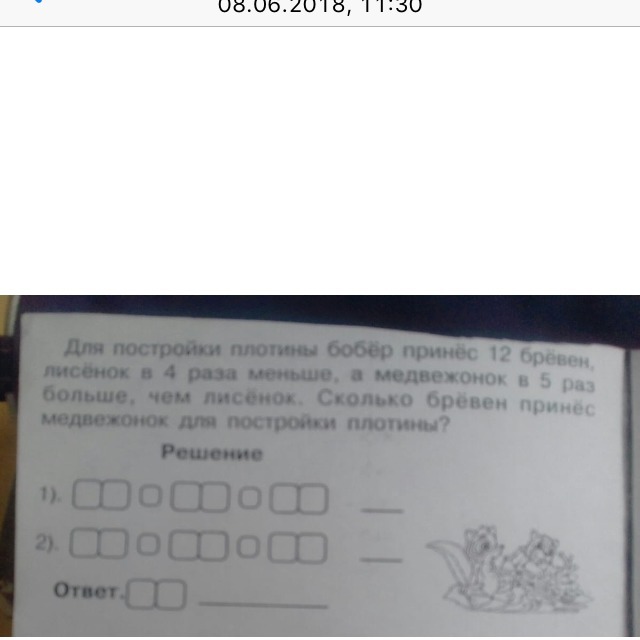 08.06.2018, 11:30
Для постройки плотины бобёр принёс 12 брёвен,
лисёнок в 4 раза меньше, а медвежонок в 5 раз
больше, чем лисёнок. Сколько брёвен принёс
медвежонок для постройки плотины?
Решение
1).
2).
Ответ.